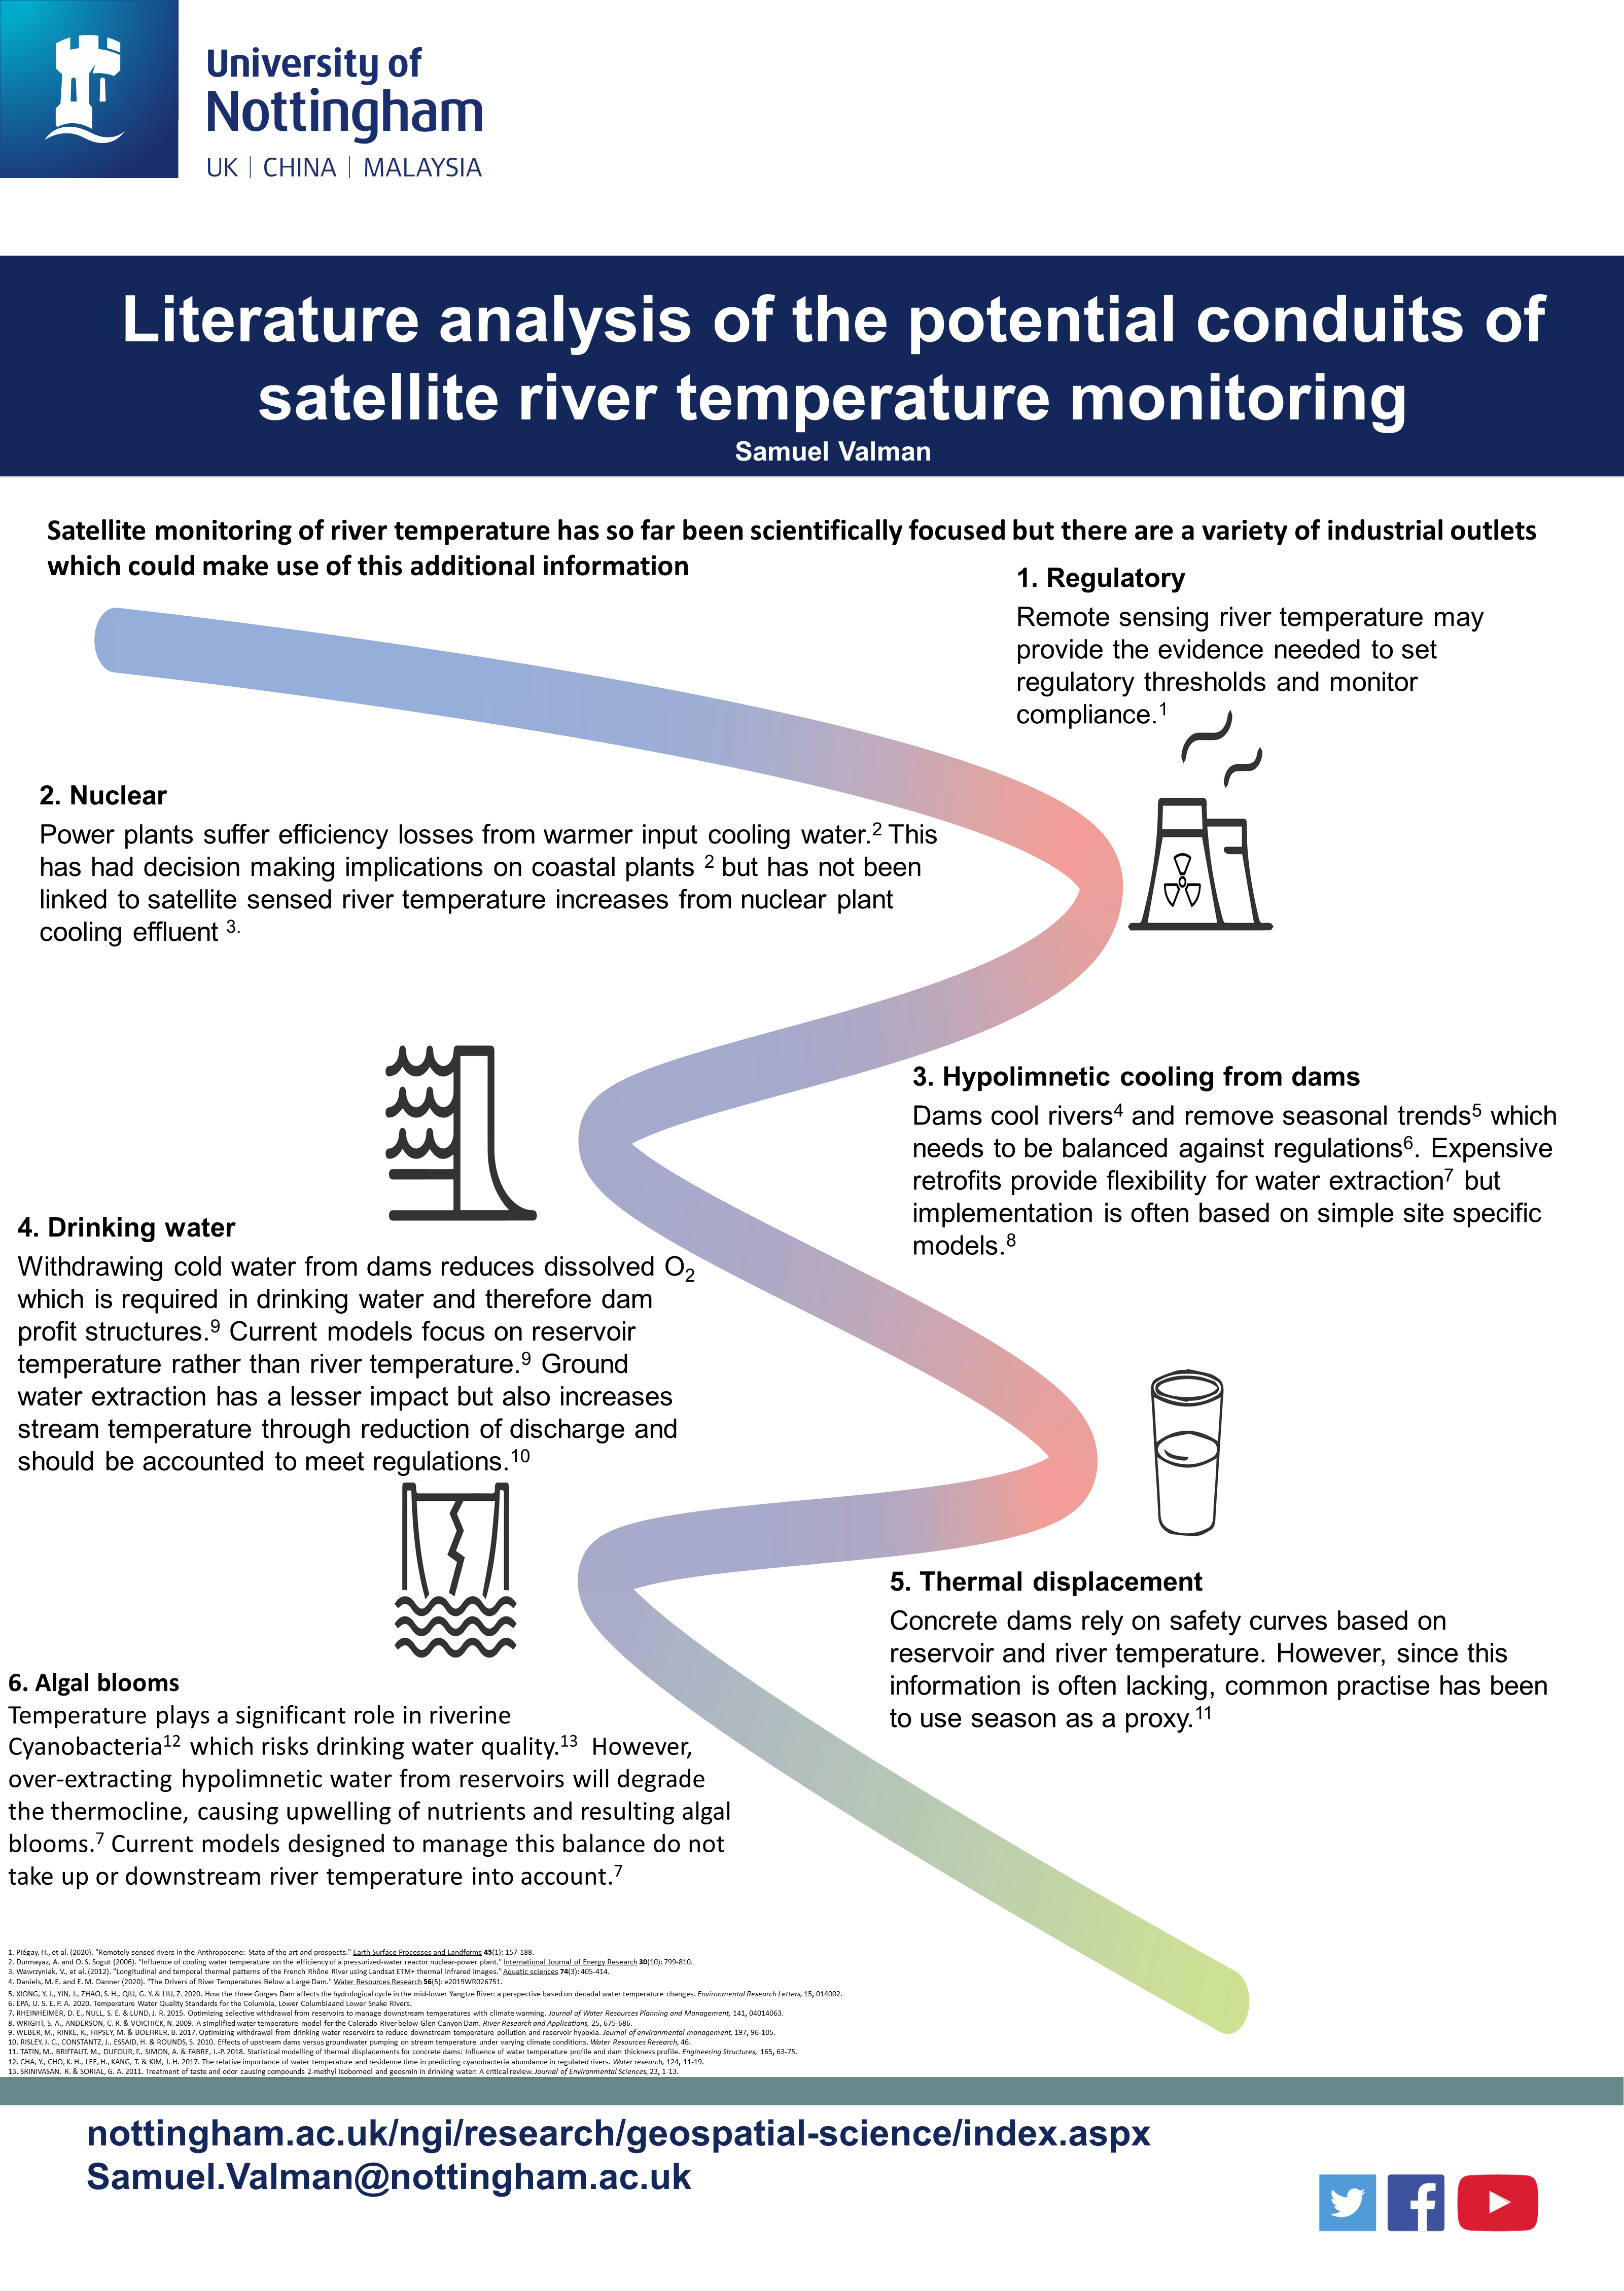 University of
Nottingham
UK | CHINA | MALAYSIA
Literature analysis of the potential conduits of
satellite river temperature monitoring
Samuel Valman
Satellite monitoring of river temperature has so far been scientifically focused but there are a variety of industrial outlets
which could make use of this additional information
1. Regulatory
Remote sensing river temperature may
provide the evidence needed to set
regulatory thresholds and monitor
compliance.1
2. Nuclear
Power plants suffer efficiency losses from warmer input cooling water.2 This
has had decision making implications on coastal plants 2 but has not been
linked to satellite sensed river temperature increases from nuclear plant
cooling effluent 3.
3. Hypolimnetic cooling from dams
Dams cool rivers4 and remove seasonal trends5 which
needs to be balanced against regulations6. Expensive
retrofits provide flexibility for water extraction7 but
implementation is often based on simple site specific
models.8
4. Drinking water
Withdrawing cold water from dams reduces dissolved O2
which is required in drinking water and therefore dam
profit structures.9 Current models focus on reservoir
temperature rather than river temperature.9 Ground
water extraction has a lesser impact but also increases
stream temperature through reduction of discharge and
should be accounted to meet regulations.10
5. Thermal displacement
Concrete dams rely on safety curves based on
reservoir and river temperature. However, since this
information is often lacking, common practise has been
to use season as a proxy.11
6. Algal blooms
Temperature plays a significant role in riverine
Cyanobacteria12 which risks drinking water quality.13 However,
over-extracting hypolimnetic water from reservoirs will degrade
the thermocline, causing upwelling of nutrients and resulting algal
blooms.7 Current models designed to manage this balance do not
take up or downstream river temperature into account.7
1. Piégay, H., et al. (2020). "Remotely sensed rivers in the Anthropocene: State of the art and prospects." Earth Surface Processes and Landforms 45(1): 157-188.
2. Durmayaz, A. and O. S. Sogut (2006). "Influence of cooling water temperature on the efficiency of a pressurized-water reactor nuclear-power plant." International Journal of Energy Research 30(10): 799-810.
3. Wawrzyniak, V., et al. (2012). "Longitudinal and temporal thermal patterns of the French Rhône River using Landsat ETM+ thermal infrared images." Aquatic sciences 74(3): 405-414.
4. Daniels, M. E. and E. M. Danner (2020). "The Drivers of River Temperatures Below a Large Dam." Water Resources Research 56(5): e2019WR026751.
5. XIONG, Y. J., YIN, J., ZHAO, S. H., QIU, G. Y. & LIU, Z. 2020. How the three Gorges Dam affects the hydrological cycle in the mid-lower Yangtze River: a perspective based on decadal water temperature changes. Environmental Research Letters, 15, 014002.
6. EPA, U. S. E. P. A. 2020. Temperature Water Quality Standards for the Columbia, Lower Columbiaand Lower Snake Rivers.
7. RHEINHEIMER, D. E., NULL, S. E. & LUND, J. R. 2015. Optimizing selective withdrawal from reservoirs to manage downstream temperatures with climate warming. Journal of Water Resources Planning and Management, 141, 04014063.
8. WRIGHT, S. A., ANDERSON, C. R. & VOICHICK, N. 2009. A simplified water temperature model for the Colorado River below Glen Canyon Dam. River Research and Applications, 25, 675-686.
9. WEBER, M., RINKE, K., HIPSEY, M. & BOEHRER, B. 2017. Optimizing withdrawal from drinking water reservoirs to reduce downstream temperature pollution and reservoir hypoxia. Journal of environmental management, 197, 96-105.
10. RISLEY, J. C., CONSTANTZ, J., ESSAID, H. & ROUNDS, S. 2010. Effects of upstream dams versus groundwater pumping on stream temperature under varying climate conditions. Water Resources Research, 46.
11. TATIN, M., BRIFFAUT, M., DUFOUR, F., SIMON, A. & FABRE, J.-P. 2018. Statistical modelling of thermal displacements for concrete dams: Influence of water temperature profile and dam thickness profile. Engineering Structures, 165, 63-75.
12. CHA, Y., CHO, K. H., LEE, H., KANG, T. & KIM, J. H. 2017. The relative importance of water temperature and residence time in predicting cyanobacteria abundance in regulated rivers. Water research, 124, 11-19.
13. SRINIVASAN, R. & SORIAL, G. A. 2011. Treatment of taste and odor causing compounds 2-methyl isoborneol and geosmin in drinking water: A critical review. Journal of Environmental Sciences, 23, 1-13.
nottingham.ac.uk/ngi/research/geospatial-science/index.aspx
Samuel.Valman@nottingham.ac.uk